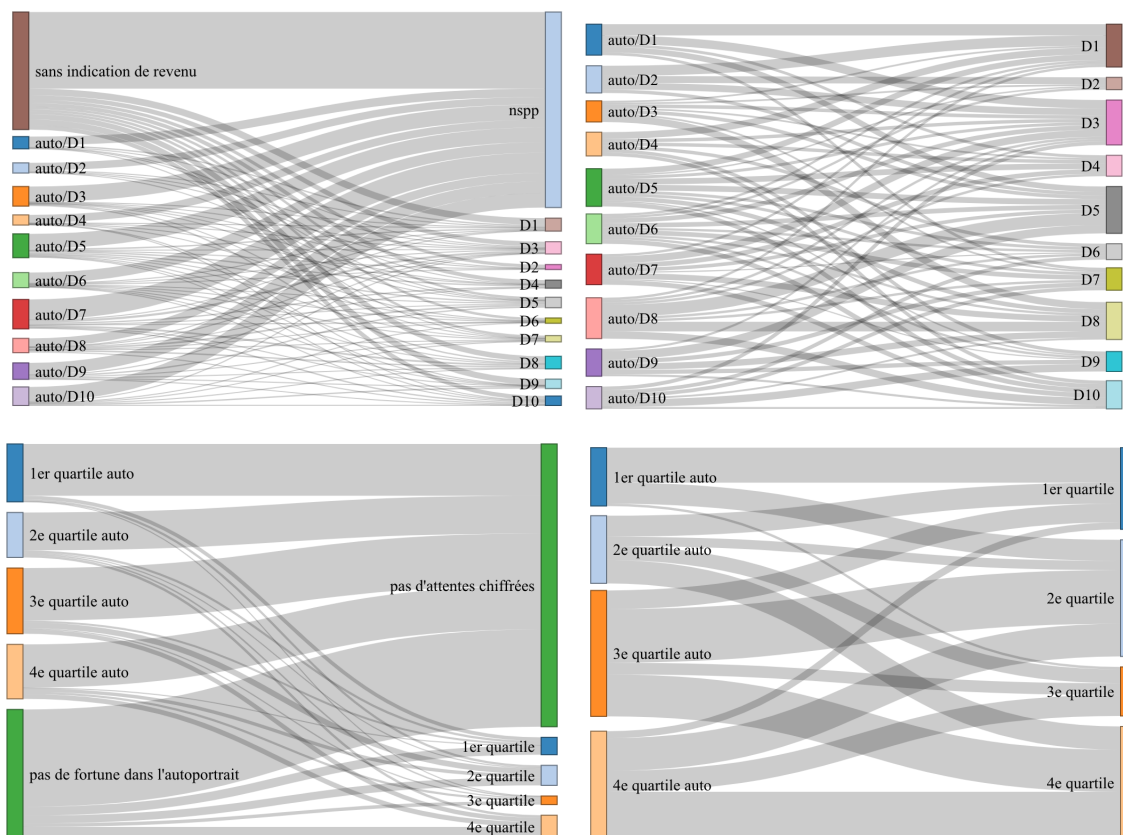 sans indication de revenu
auto/D1
auto/D2
auto/D3
auto/D4
auto/D5
auto/D6
auto/D7
auto/D8
auto/D9
auto/D10
nspp
D1
D3
D2
D4
D5
D6
D7
D8
D9
D10
auto/D1
auto/D2
auto/D3
auto/D4
auto/D5
auto/D6
auto/D7
auto/D8
auto/D9
auto/D10
D1
D2
D3
D4
D5
D6
D7
D8
D9
D10
1er quartile auto
2e quartile auto
3e quartile auto
4e quartile auto
pas de fortune dans l'autoportrait
pas d'attentes chiffrées
1er quartile
2e quartile
3e quartile
4e quartile
1er quartile auto
2e quartile auto
3e quartile auto
4e quartile auto
1er quartile
2e quartile
3e quartile
4e quartile